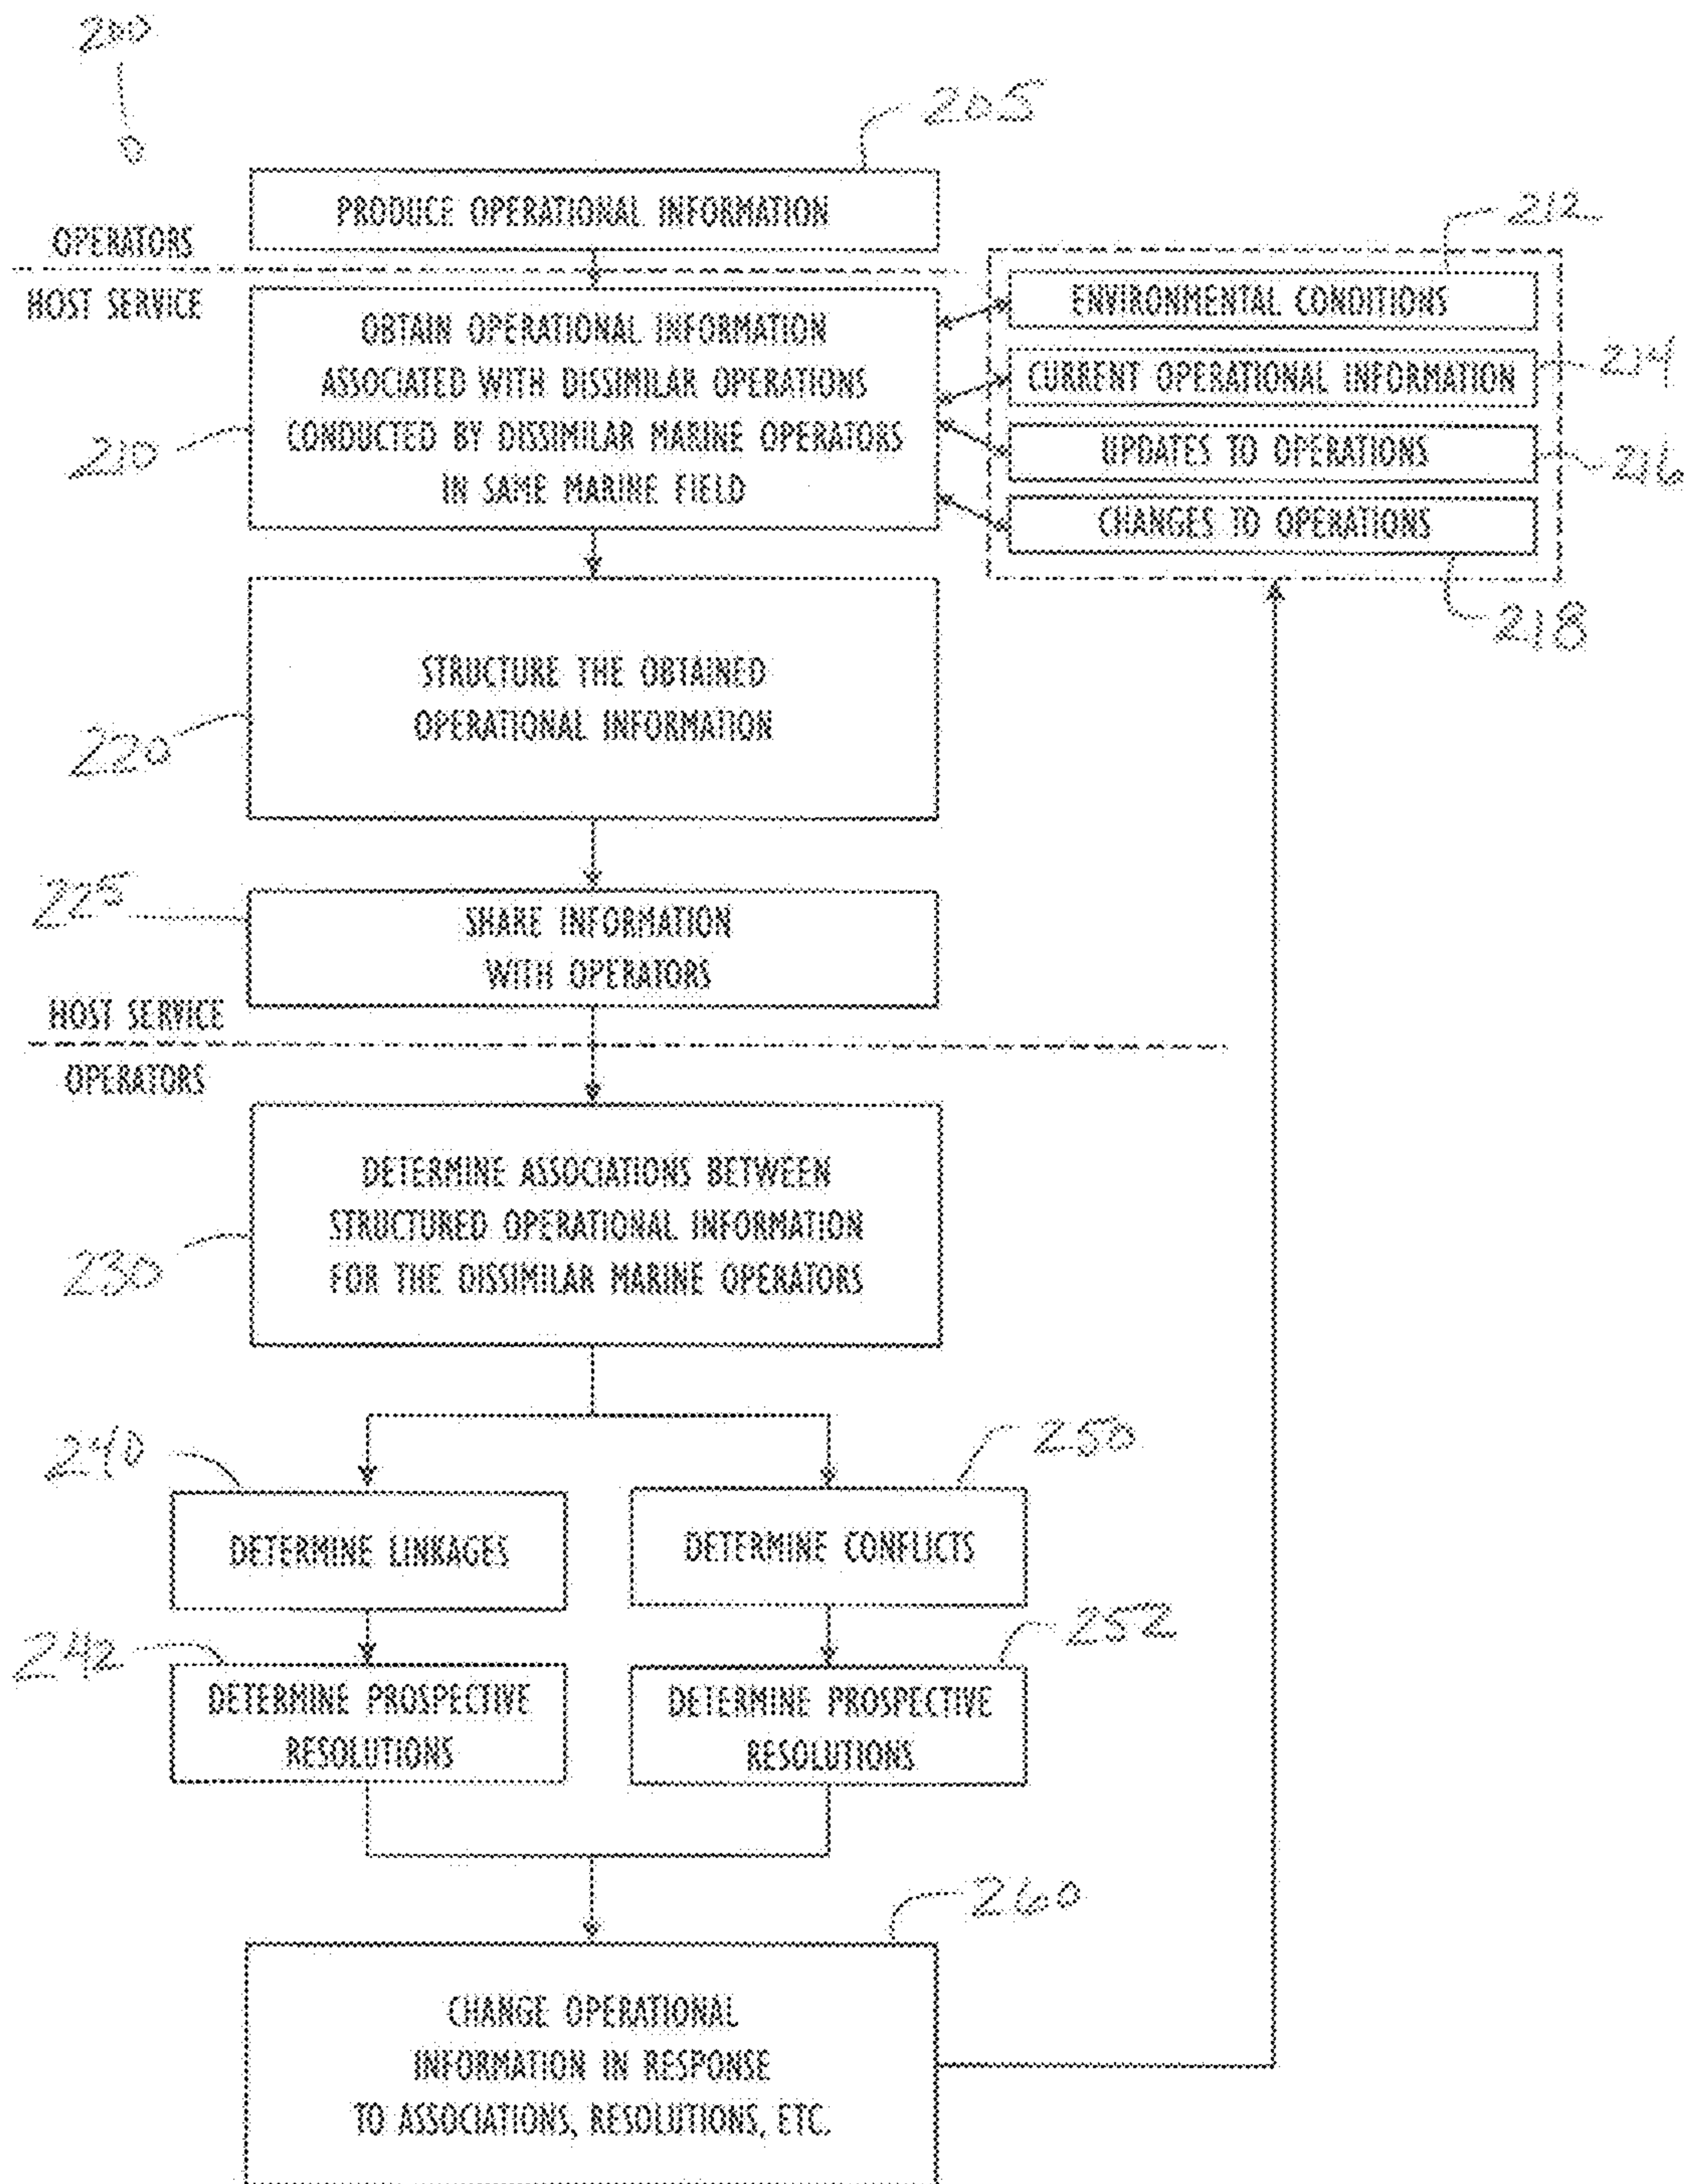 200
205
PRODUCE OPERATIONAL INFORMATION
OPERATORS
HOST SERVICE
212
ENVIRONMENTAL CONDITIONS
OBTAIN OPERATIONAL INFORMATION
ASSOCIATED WITH DISSIMILAR OPERATIONS
CONDUCTED BY DISSIMILAR MARINE OPERATORS
IN SAME MARINE FIELD
210
CURRENT OPERATIONAL INFORMATION
214
UPDATES TO OPERATIONS
216
CHANGES TO OPERATIONS
218
STRUCTURE THE OBTAINED
OPERATIONAL INFORMATION
220
225
SHARE INFORMATION
WITH OPERATORS
HOST SERVICE
OPERATORS
DETERMINE ASSOCIATIONS BETWEEN
STRUCTURED OPERATIONAL INFORMATION
FOR THE DISSIMILAR MARINE OPERATORS
230
240
250
DETERMINE LINKAGES
DETERMINE CONFLICTS
242
252
DETERMINE PROSPECTIVE
RESOLUTIONS
DETERMINE PROSPECTIVE
RESOLUTIONS
260
CHANGE OPERATIONAL
INFORMATION IN RESPONSE
TO ASSOCIATIONS, RESOLUTIONS, ETC.